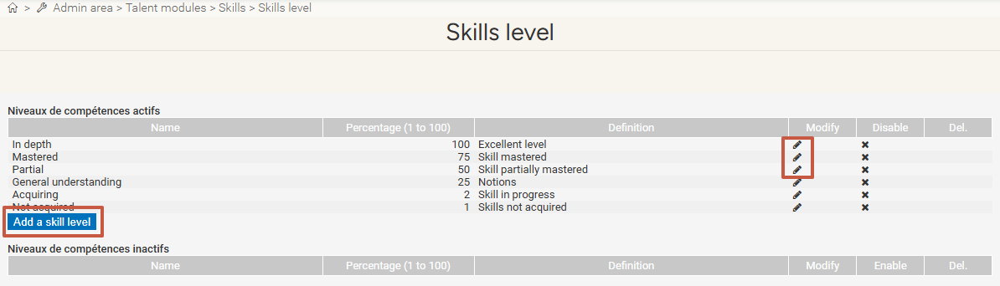 > Admin area > Talent modules > Skills > Skills level
Skills level
Niveaux de compétences actifs
Name Percentage (1 to 100) Definition Modify Disable Del.
In depth 100 Excellent level
Mastered 75 Skill mastered
Partial 50 Skill partially mastered
General understanding 25 Notions
Acquiring 2 Skill in progress
Not acquired 1 Skills not acquired
Add a skill level
Niveaux de compétences inactifs
Name Percentage (1 to 100) Definition Modify Enable Del.